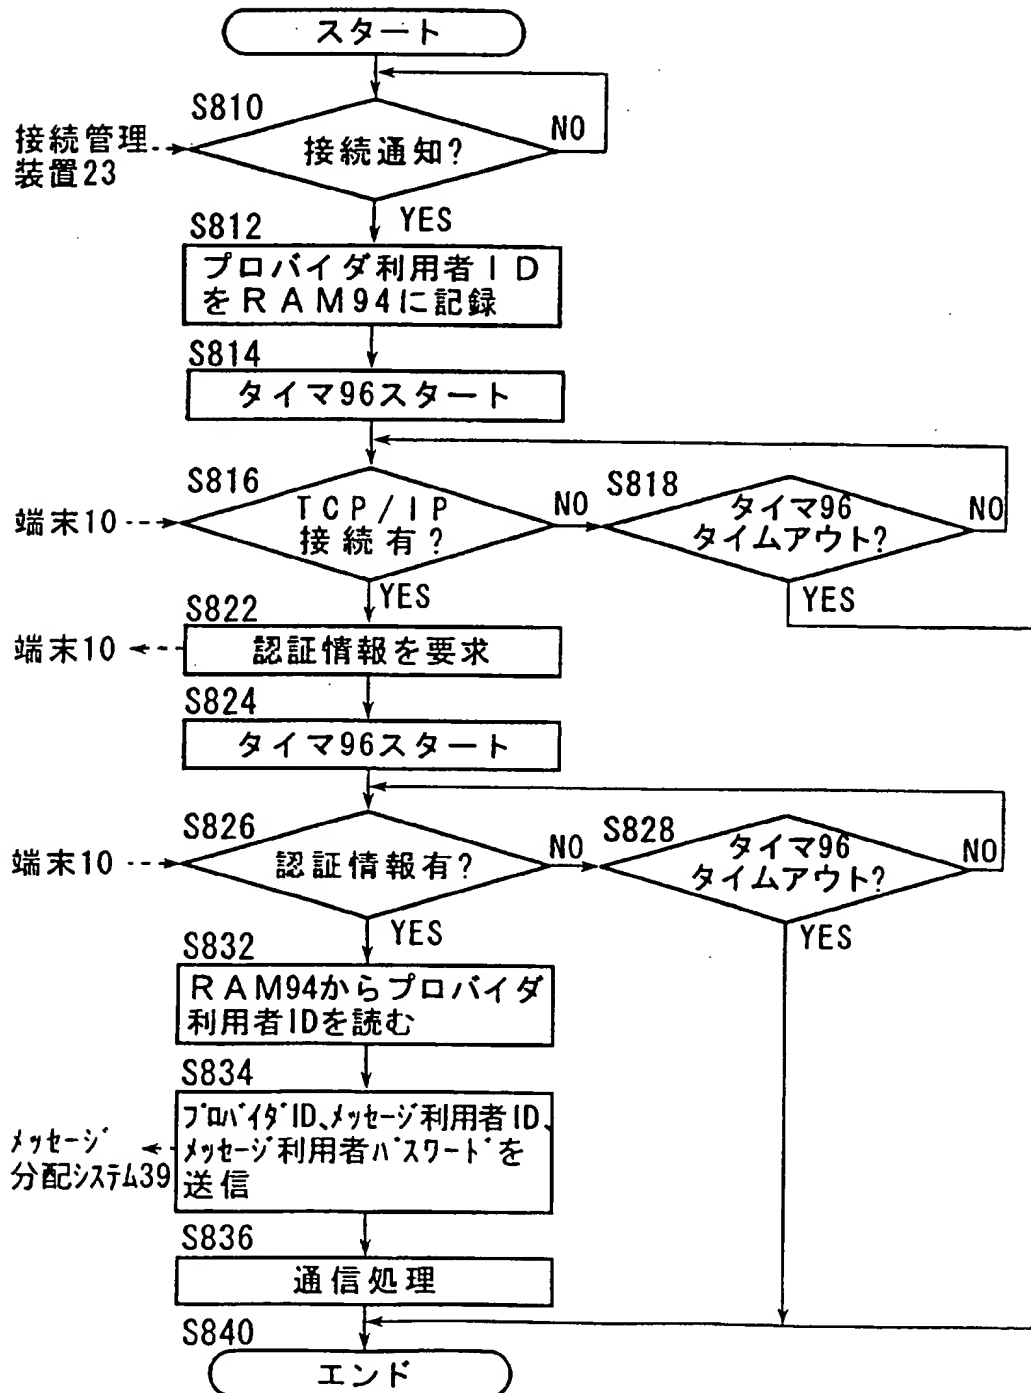 スタート
S810
接続通知?
NO
接続管理
装置23
YES
S812
プロバイダ利用者ID
をRAM94に記録
S814
タイマ96スタート
S816
TCP/IP
接続有?
端末10
NO
S818
タイマ96
タイムアウト?
NO
YES
YES
S822
認証情報を要求
端末10
S824
タイマ96スタート
S826
認証情報有?
端末10
NO
S828
タイマ96
タイムアウト?
NO
YES
YES
S832
RAM94からプロバイダ
利用者IDを読む
S834
プロバイダID、メッセージ利用者ID、
メッセージ利用者パスワードを
送信
メッセージ
分配システム39
S836
通信処理
S840
エンド